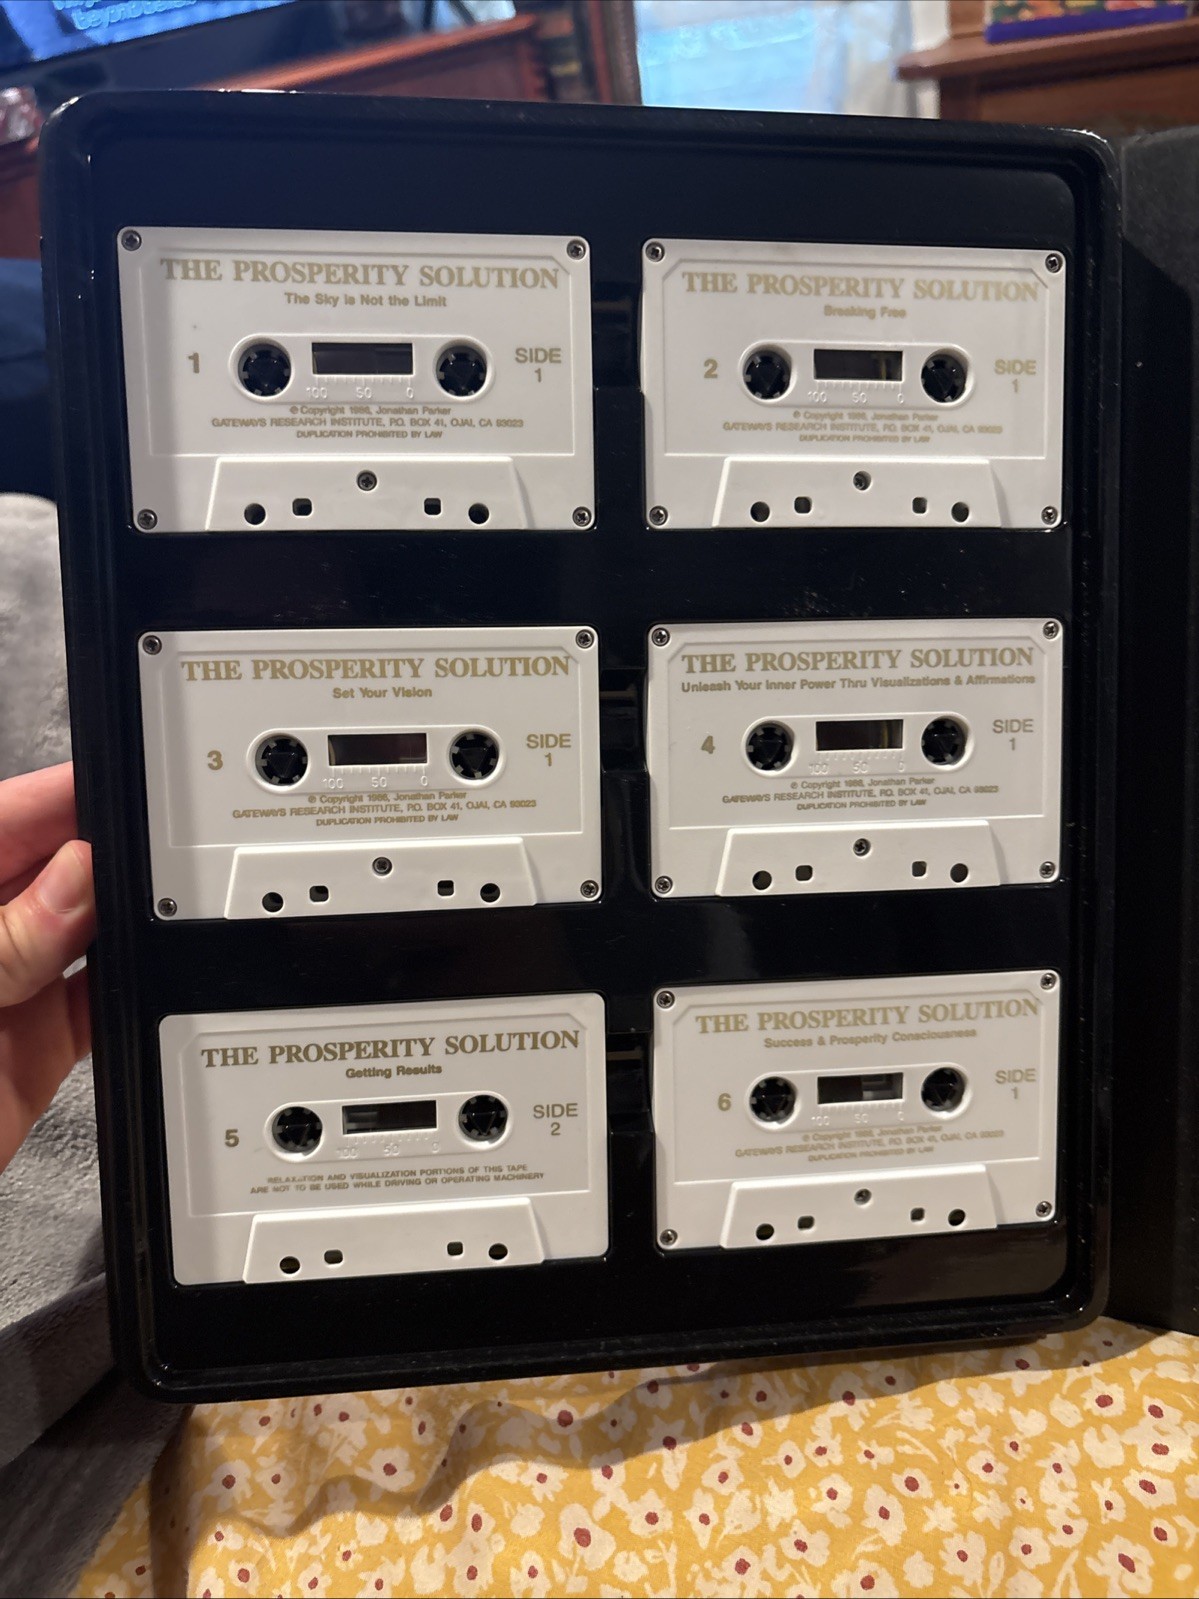 beyond belief
THE PROSPERITY SOLUTION
The Sky is Not the Limit
1
SIDE
1
100 50 0
℗ Copyright 1986, Jonathan Parker
GATEWAYS RESEARCH INSTITUTE, P.O. BOX 41, OJAI, CA 93023
DUPLICATION PROHIBITED BY LAW
THE PROSPERITY SOLUTION
Breaking Free
2
SIDE
1
100 50 0
℗ Copyright 1986, Jonathan Parker
GATEWAYS RESEARCH INSTITUTE, P.O. BOX 41, OJAI, CA 93023
DUPLICATION PROHIBITED BY LAW
THE PROSPERITY SOLUTION
Set Your Vision
3
SIDE
1
100 50 0
℗ Copyright 1986, Jonathan Parker
GATEWAYS RESEARCH INSTITUTE, P.O. BOX 41, OJAI, CA 93023
DUPLICATION PROHIBITED BY LAW
THE PROSPERITY SOLUTION
Unleash Your Inner Power Thru Visualizations & Affirmations
4
SIDE
1
100 50 0
℗ Copyright 1986, Jonathan Parker
GATEWAYS RESEARCH INSTITUTE, P.O. BOX 41, OJAI, CA 93023
DUPLICATION PROHIBITED BY LAW
THE PROSPERITY SOLUTION
Getting Results
5
SIDE
2
100 50 0
RELAXATION AND VISUALIZATION PORTIONS OF THIS TAPE
ARE NOT TO BE USED WHILE DRIVING OR OPERATING MACHINERY
THE PROSPERITY SOLUTION
Success & Prosperity Consciousness
6
SIDE
1
100 50 0
℗ Copyright 1986, Jonathan Parker
GATEWAYS RESEARCH INSTITUTE, P.O. BOX 41, OJAI, CA 93023
DUPLICATION PROHIBITED BY LAW